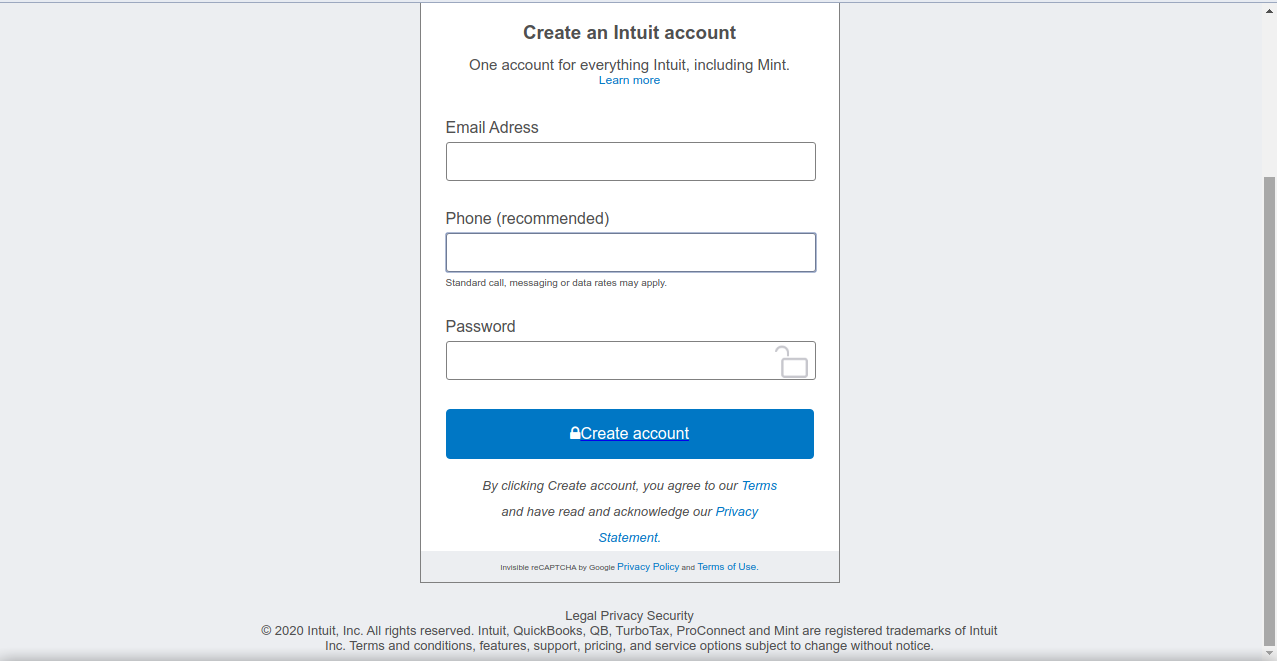 Create an Intuit account
One account for everything Intuit, including Mint.
Learn more
Email Adress
Phone (recommended)
Standard call, messaging or data rates may apply.
Password
Create account
By clicking Create account, you agree to our Terms
and have read and acknowledge our Privacy
Statement.
Invisible reCAPTCHA by Google Privacy Policy and Terms of Use.
Legal Privacy Security
© 2020 Intuit, Inc. All rights reserved. Intuit, QuickBooks, QB, TurboTax, ProConnect and Mint are registered trademarks of Intuit
Inc. Terms and conditions, features, support, pricing, and service options subject to change without notice.